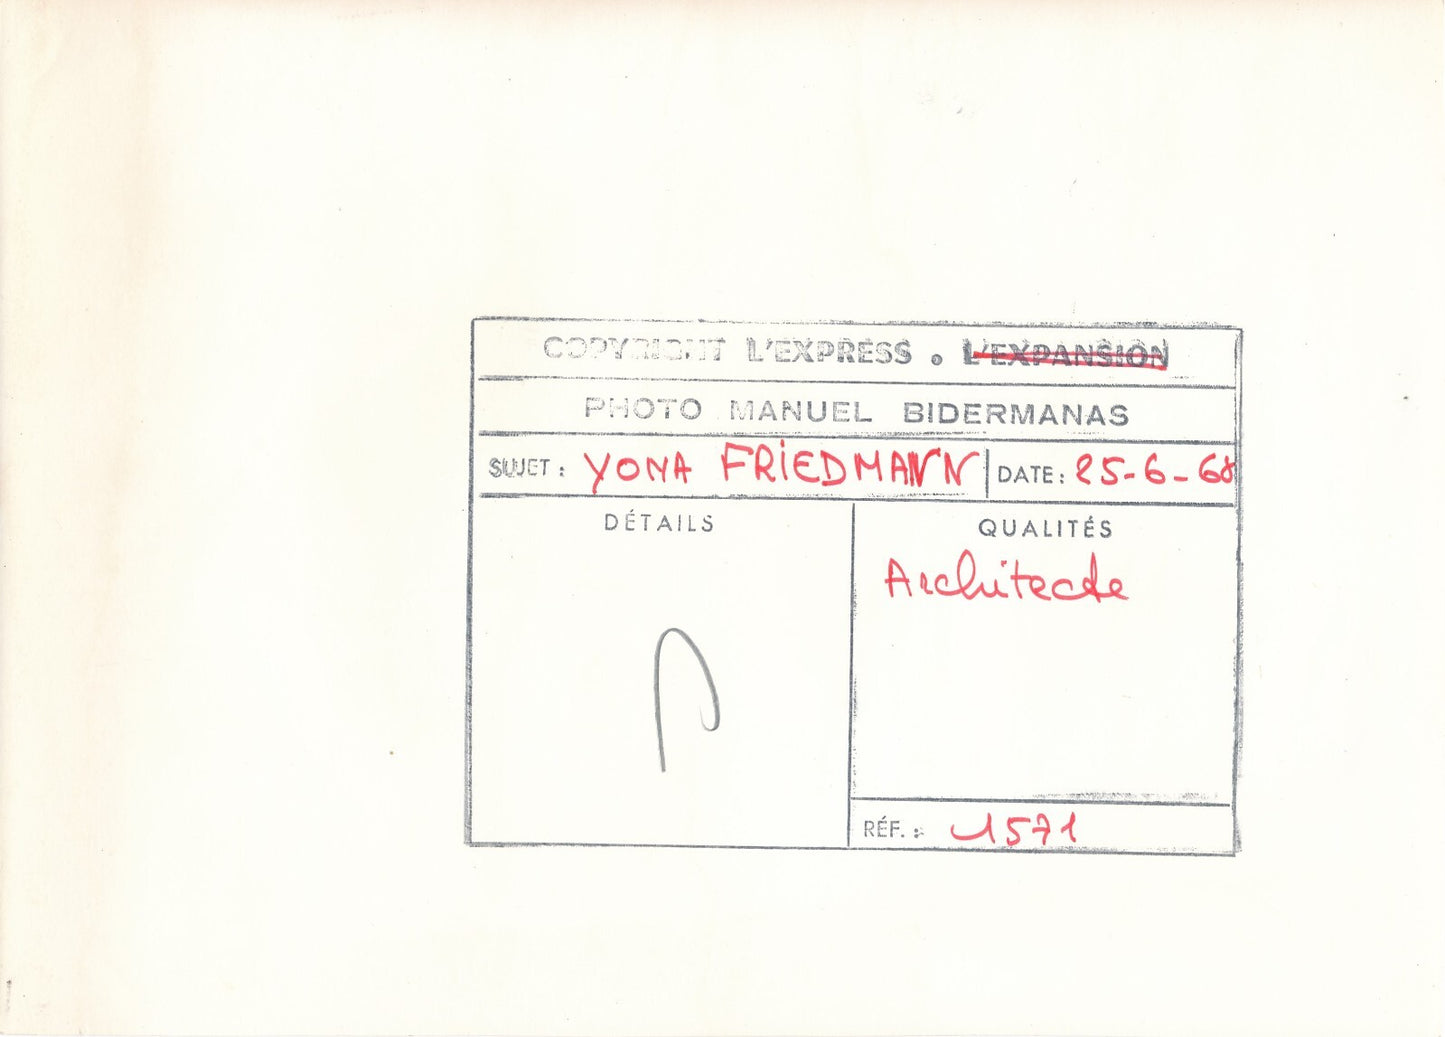 COPYRIGHT L'EXPRESS . L'EXPANSION
PHOTO MANUEL BIDERMANAS
SUJET : YONA FRIEDMANN DATE : 25-6-68
DÉTAILS
QUALITÉS
Architecte
RÉF. : 1571